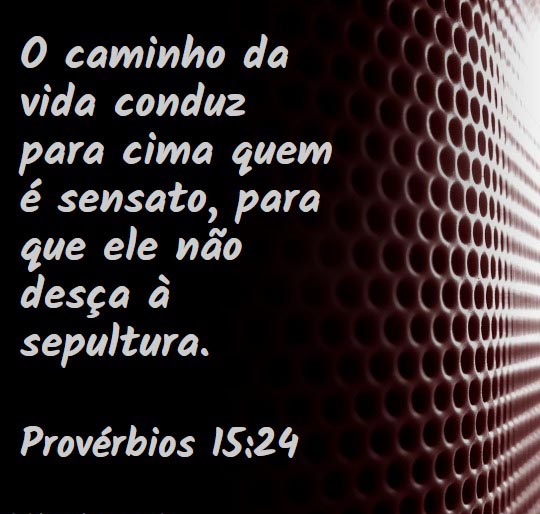 O caminho da
vida conduz
para cima quem
é sensato, para
que ele não
desça à
sepultura.
Provérbios 15:24